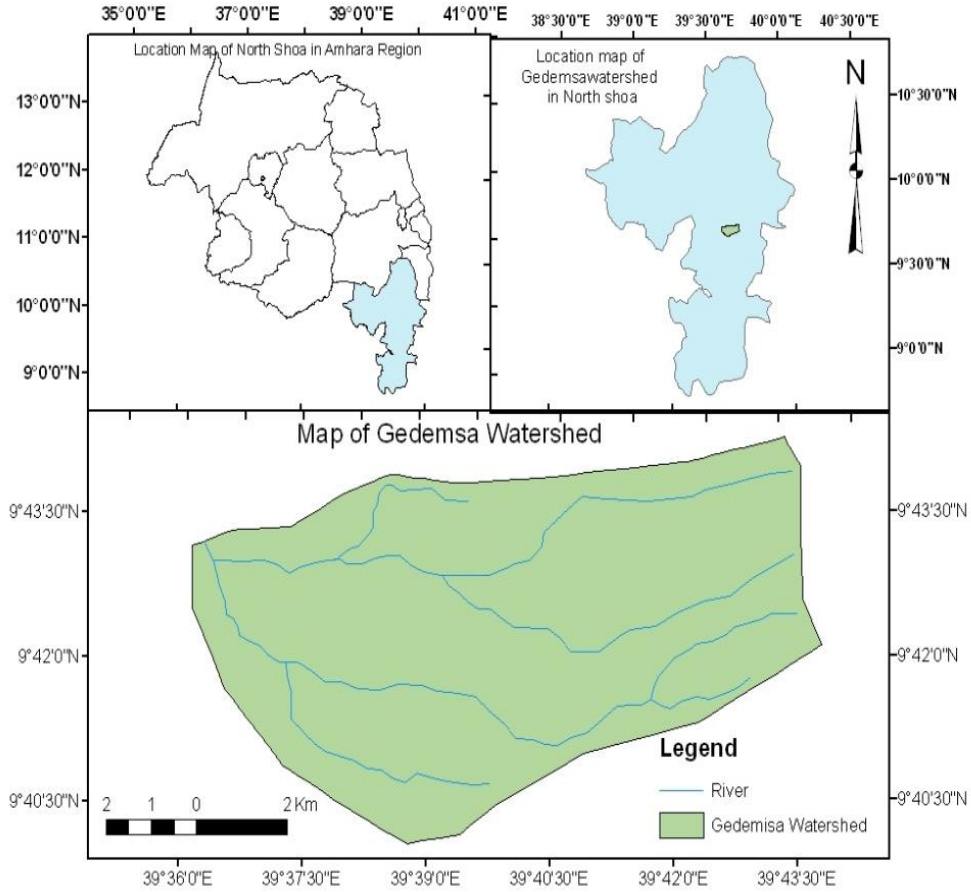 35°0'0"E 37°0'0"E 39°0'0"E 41°0'0"E
Location Map of North Shoa in Amhara Region
13°0'0"N
12°0'0"N
11°0'0"N
10°0'0"N
9°0'0"N
38°30'0"E 39°0'0"E 39°30'0"E 40°0'0"E 40°30'0"E
Location map of
Gedemsawatershed
in North shoa
N
10°30'0"N
10°0'0"N
9°30'0"N
9°0'0"N
Map of Gedemsa Watershed
9°43'30"N 9°43'30"N
9°42'0"N 9°42'0"N
9°40'30"N 9°40'30"N
Legend
River
Gedemisa Watershed
2 1 0 2 Km
39°36'0"E 39°37'30"E 39°39'0"E 39°40'30"E 39°42'0"E 39°43'30"E